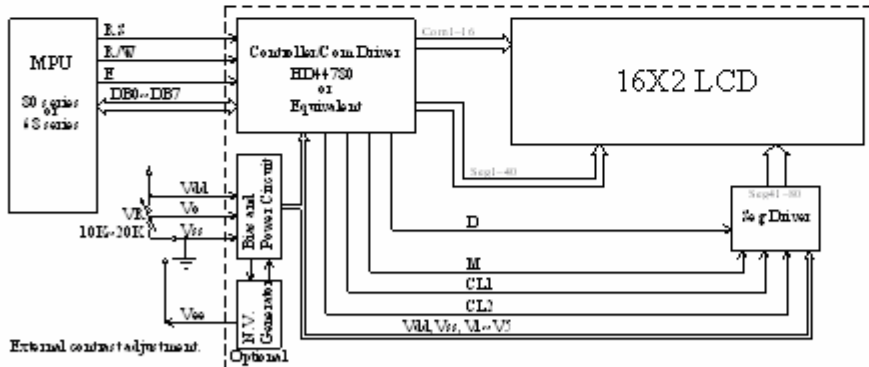 RS
R/W
E
DB0~DB7
MPU
80 series
or
68 series
Controller/Com Driver
HD44780
or
Equivalent
Com1~16
16X2 LCD
Seg1~40
Seg41~80
Seg Driver
Vdd
Vo
Vss
VR
10K~20K
Bias and
Power Circuit
D
M
CL1
CL2
Vdd, Vss, V1~V5
Vee
N.V.
Generator
Optional
External contrast adjustment.